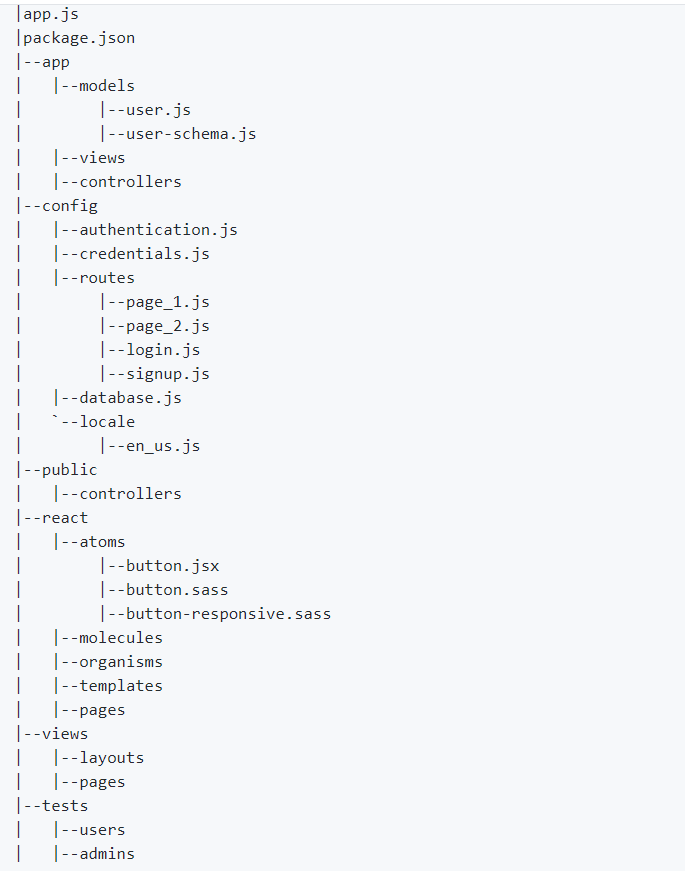 |app.js
|package.json
|--app
|   |--models
|        |--user.js
|        |--user-schema.js
|   |--views
|   |--controllers
|--config
|   |--authentication.js
|   |--credentials.js
|   |--routes
|        |--page_1.js
|        |--page_2.js
|        |--login.js
|        |--signup.js
|   |--database.js
|   `--locale
|        |--en_us.js
|--public
|   |--controllers
|--react
|   |--atoms
|        |--button.jsx
|        |--button.sass
|        |--button-responsive.sass
|   |--molecules
|   |--organisms
|   |--templates
|   |--pages
|--views
|   |--layouts
|   |--pages
|--tests
|   |--users
|   |--admins